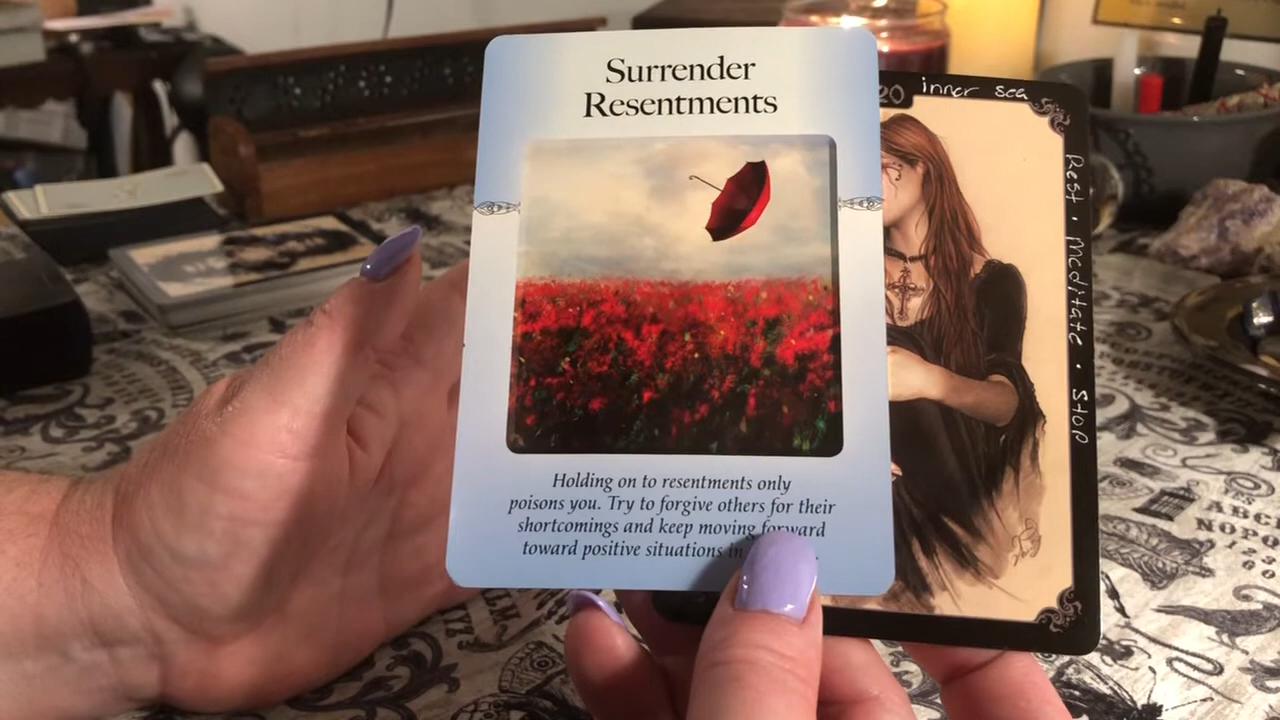 Surrender
Resentments
Holding on to resentments only
poisons you. Try to forgive others for their
shortcomings and keep moving forward
toward positive situations in
20 inner sea
Rest · Meditate · Stop
ABC
NOPQ